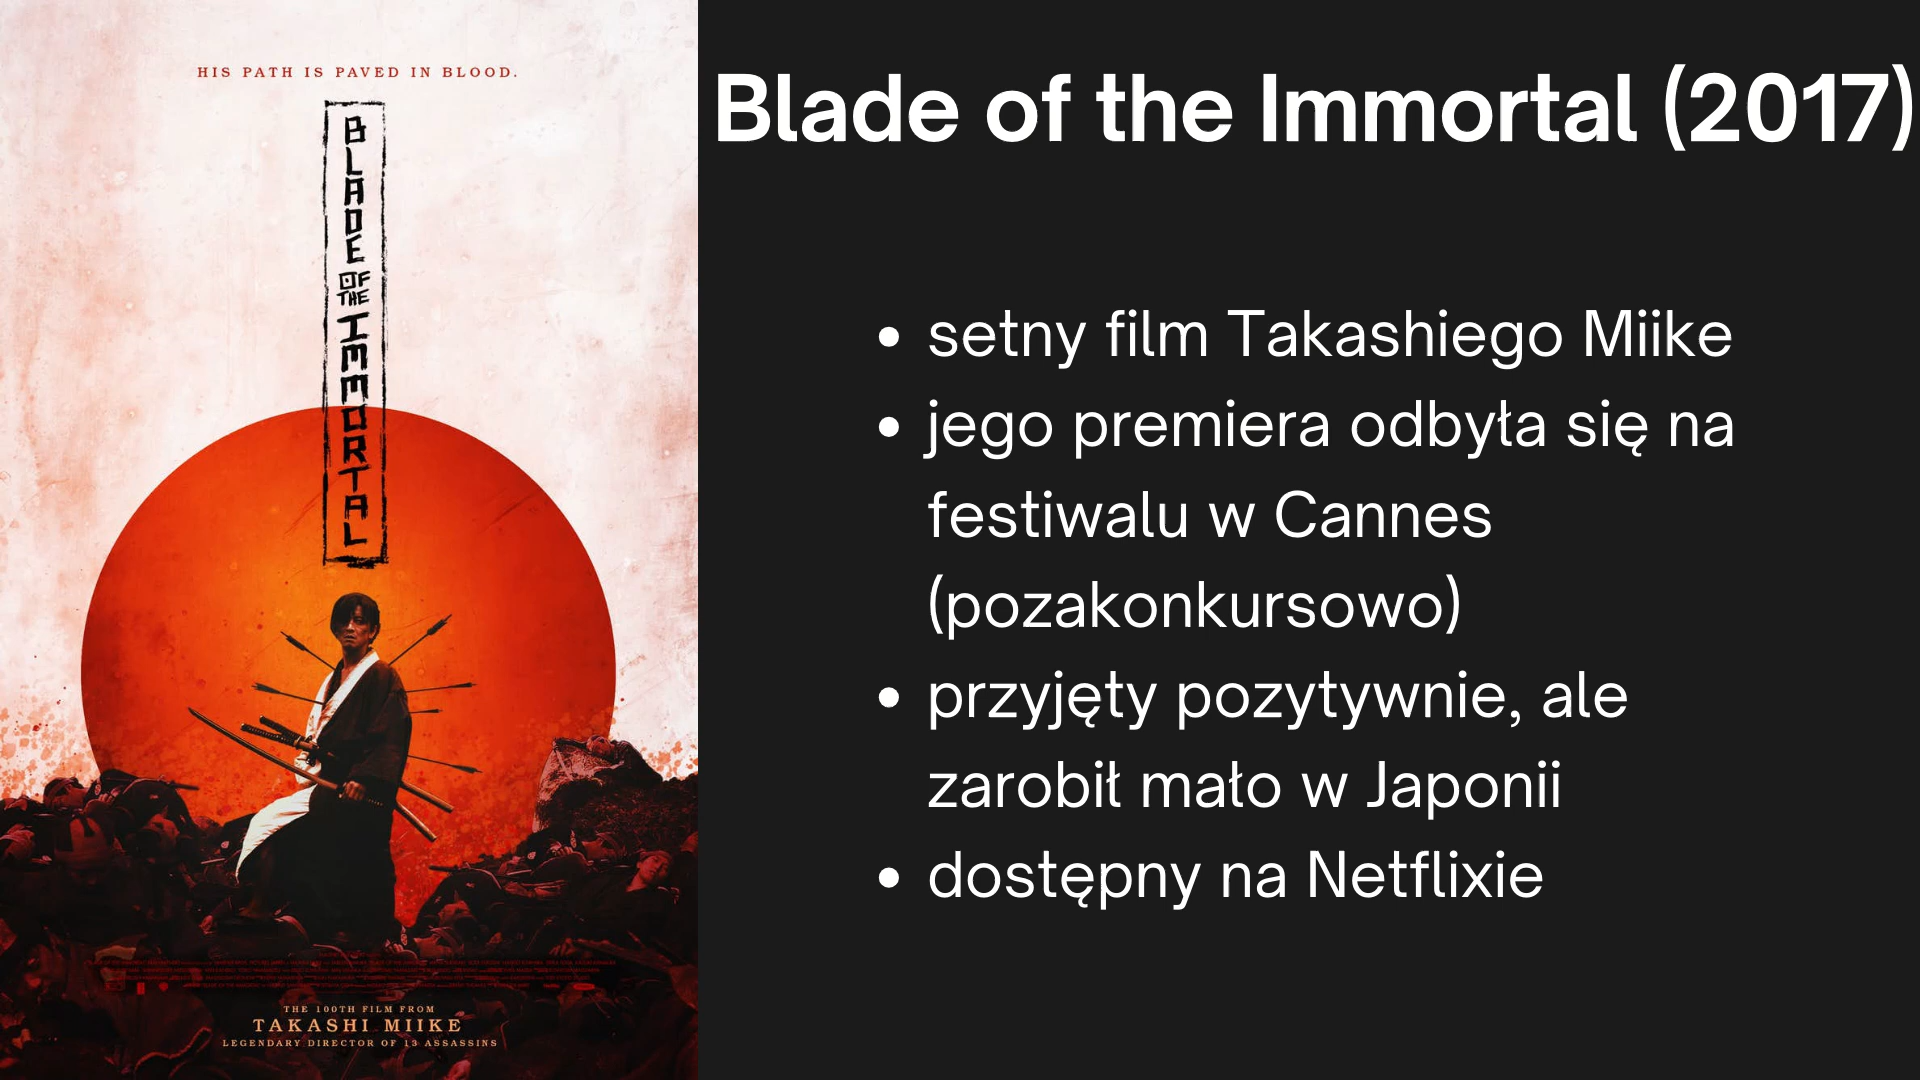 HIS PATH IS PAVED IN BLOOD.
BLADE OF THE IMMORTAL
THE 100TH FILM FROM
TAKASHI MIIKE
LEGENDARY DIRECTOR OF 13 ASSASSINS
Blade of the Immortal (2017)
• setny film Takashiego Miike
• jego premiera odbyła się na
festiwalu w Cannes
(pozakonkursowo)
• przyjęty pozytywnie, ale
zarobił mało w Japonii
• dostępny na Netflixie